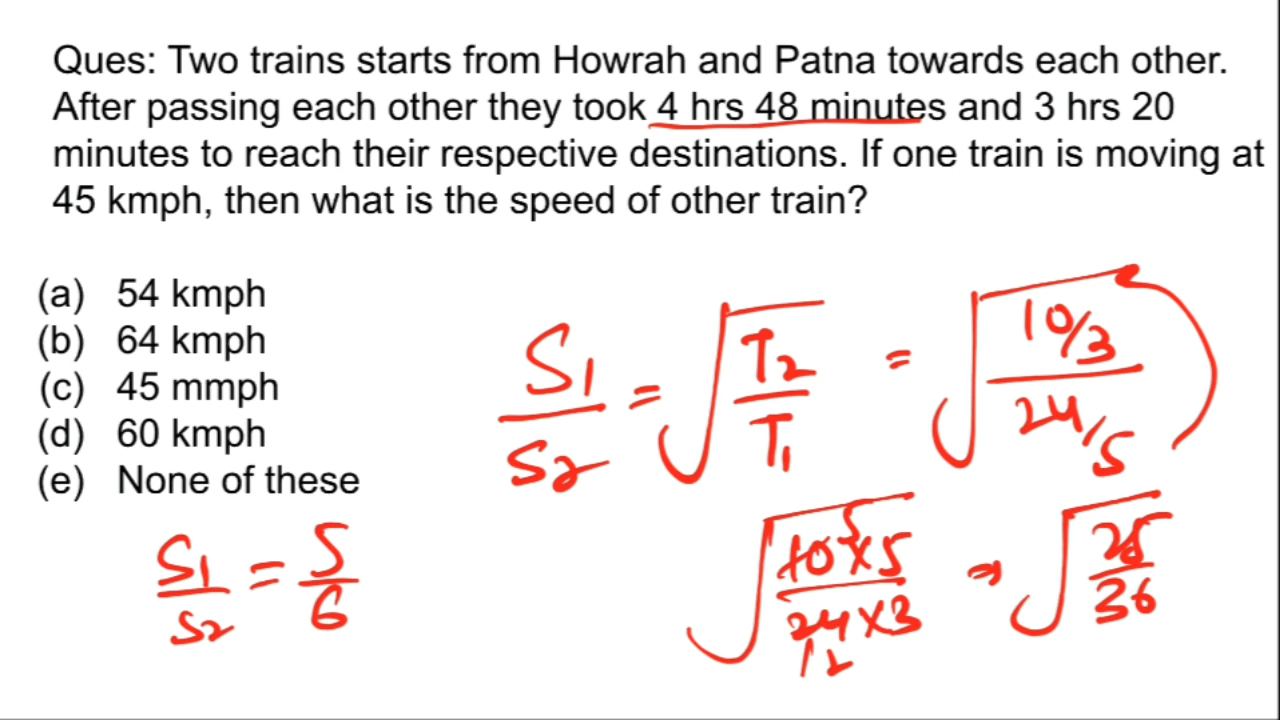 Ques: Two trains starts from Howrah and Patna towards each other.
After passing each other they took 4 hrs 48 minutes and 3 hrs 20
minutes to reach their respective destinations. If one train is moving at
45 kmph, then what is the speed of other train?
(a) 54 kmph
(b) 64 kmph
(c) 45 mmph
(d) 60 kmph
(e) None of these
S1/S2 = √(T2/T1) = √((10/3)/(24/5))
√((10 5 × 5)/(24 12 × 3)) ⇒ √(25/36)
S1/S2 = 5/6